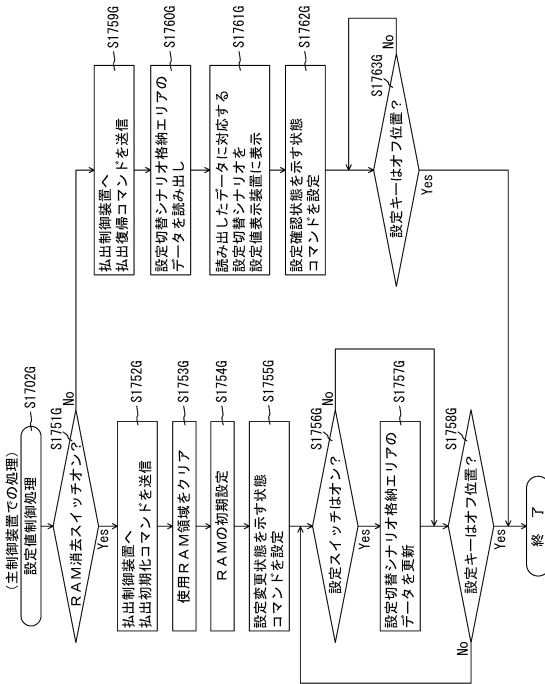 (主制御装置での処理)
設定値制御処理
S1702G
RAM消去スイッチオン?
S1751G
No
Yes
払出制御装置へ
払出初期化コマンドを送信
S1752G
使用RAM領域をクリア
S1753G
RAMの初期設定
S1754G
設定変更状態を示す状態
コマンドを設定
S1755G
設定スイッチはオン?
S1756G
No
Yes
設定切替シナリオ格納エリアの
データを更新
S1757G
設定キーはオフ位置?
S1758G
No
Yes
終 了
払出制御装置へ
払出復帰コマンドを送信
S1759G
設定切替シナリオ格納エリアの
データを読み出し
S1760G
読み出したデータに対応する
設定切替シナリオを
設定値表示装置に表示
S1761G
設定確認状態を示す状態
コマンドを設定
S1762G
設定キーはオフ位置?
S1763G
No
Yes